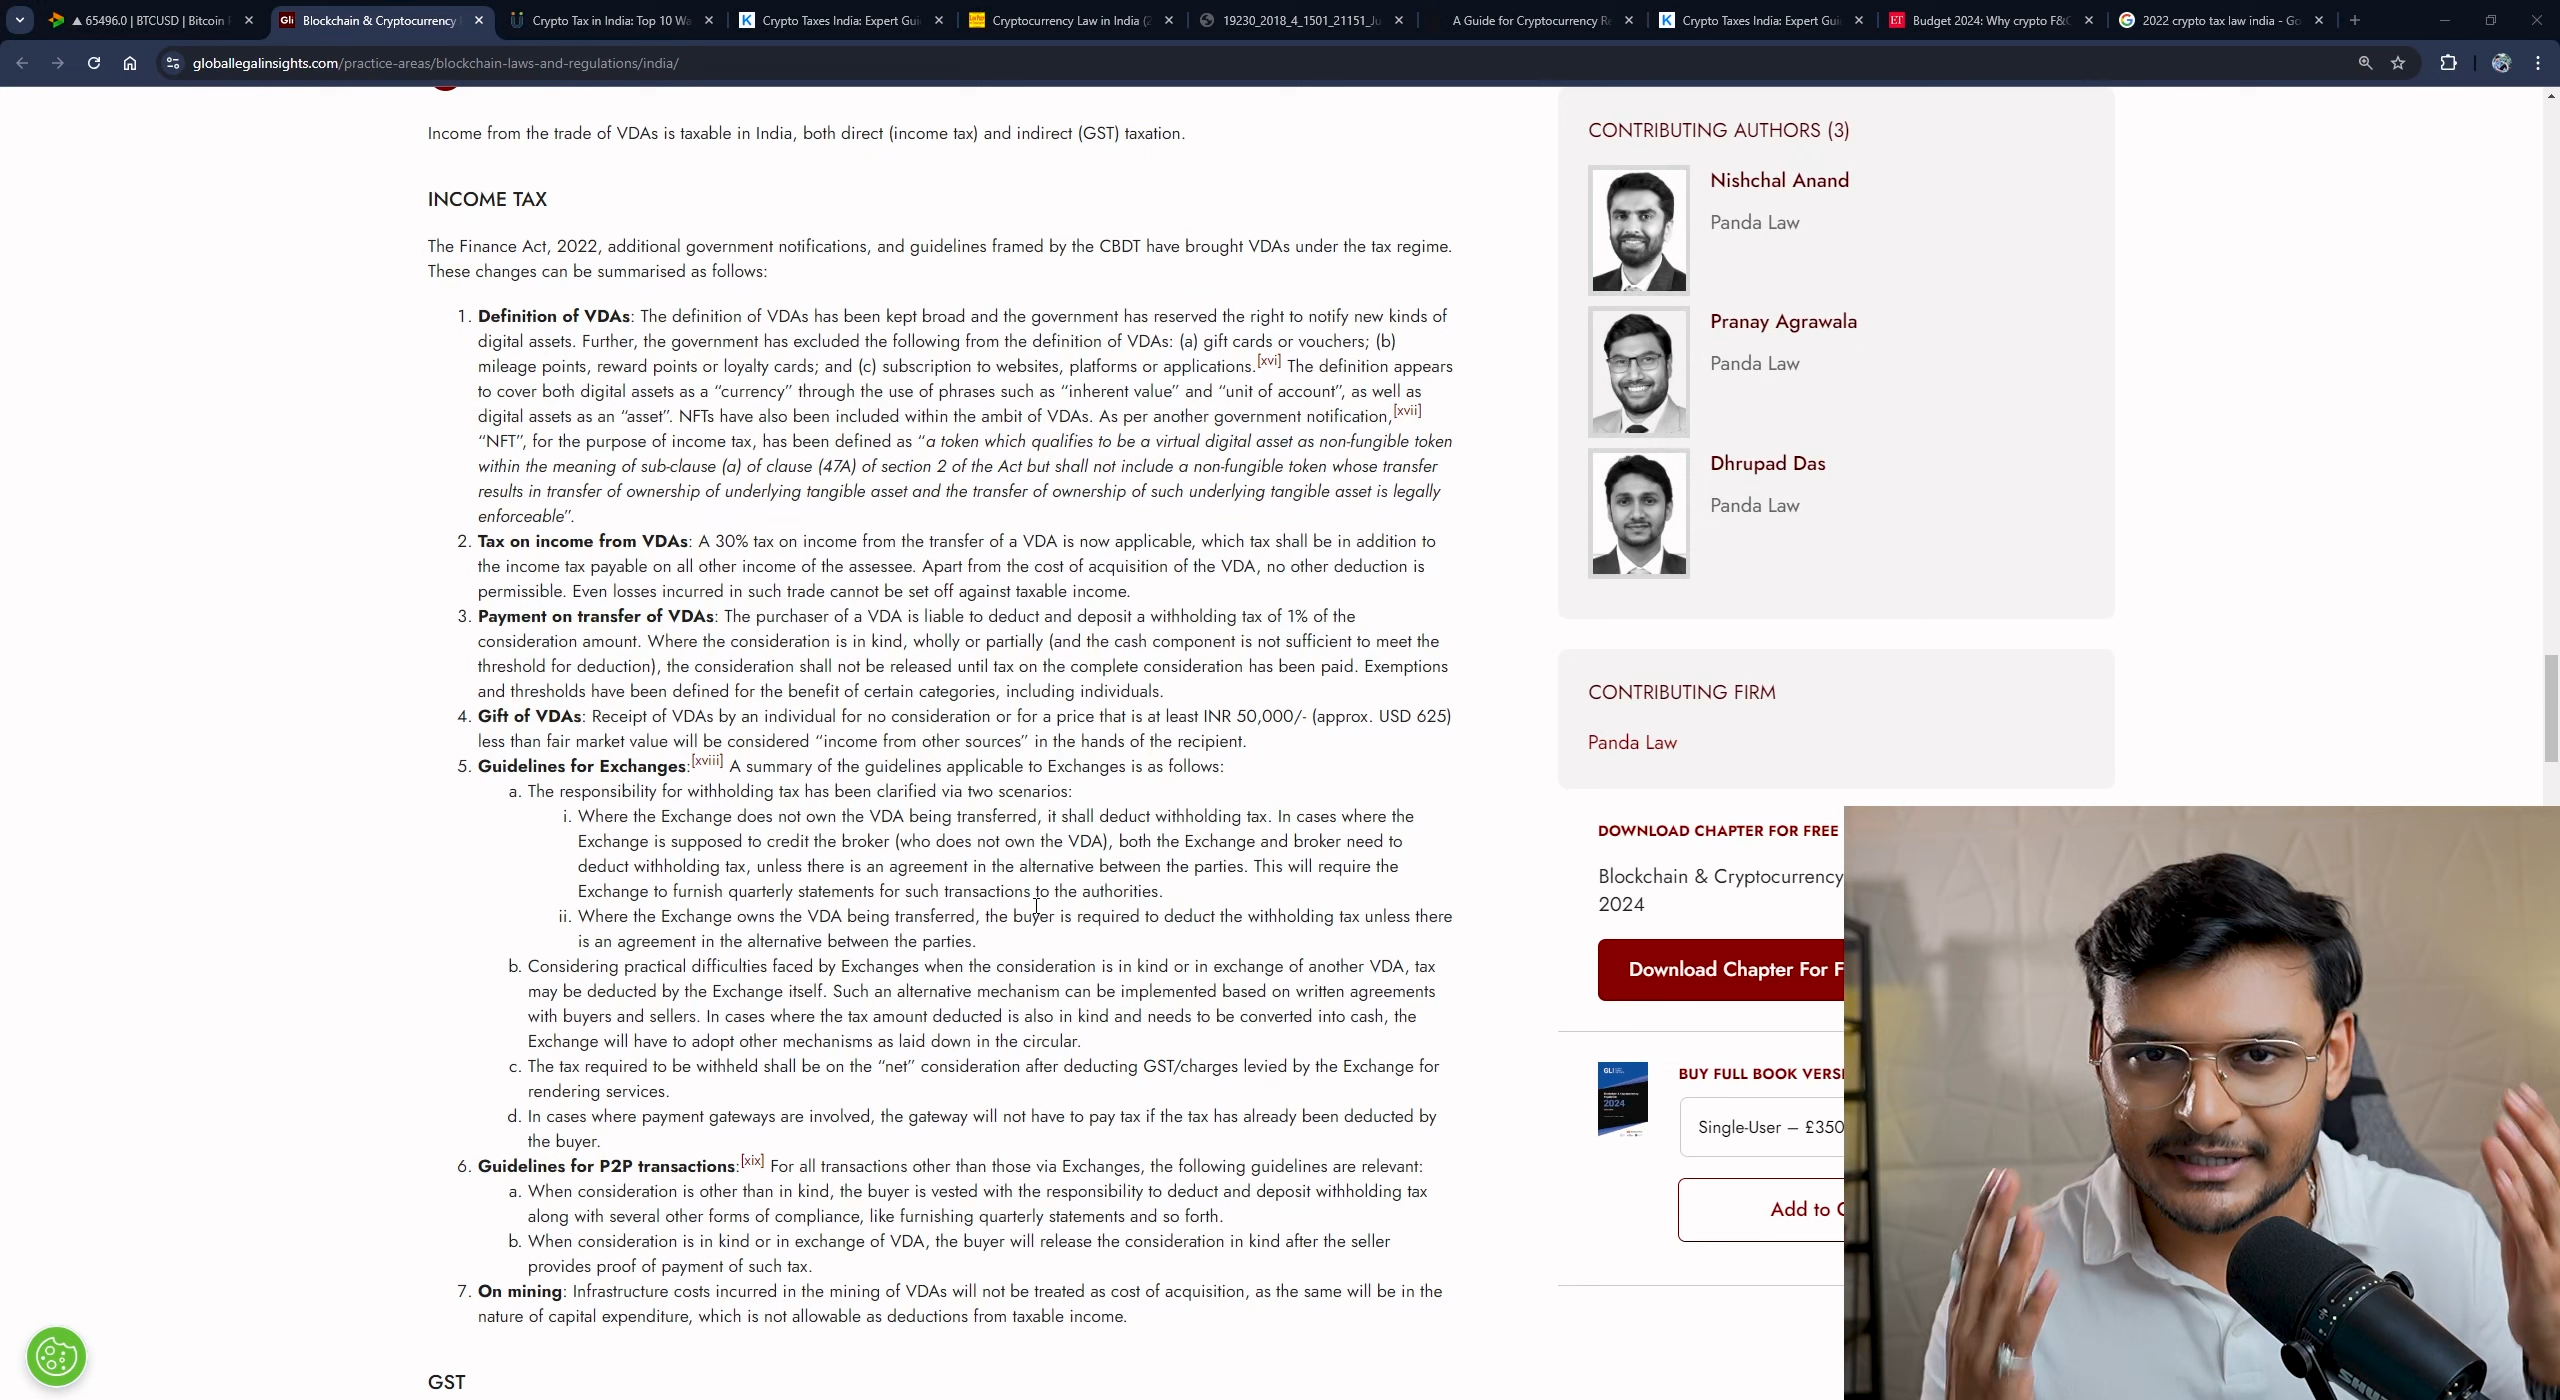 65496.0 | BTCUSD | Bitcoin
Blockchain & Cryptocurrency
Crypto Tax in India: Top 10 Wa
Crypto Taxes India: Expert Gui
Cryptocurrency Law in India (2
19230_2018_4_1501_21151_Ju
A Guide for Cryptocurrency R
Crypto Taxes India: Expert Gui
Budget 2024: Why crypto F&
2022 crypto tax law india - Go
globallegalinsights.com/practice-areas/blockchain-laws-and-regulations/india/
Income from the trade of VDAs is taxable in India, both direct (income tax) and indirect (GST) taxation.
INCOME TAX
The Finance Act, 2022, additional government notifications, and guidelines framed by the CBDT have brought VDAs under the tax regime.
These changes can be summarised as follows:
1. Definition of VDAs: The definition of VDAs has been kept broad and the government has reserved the right to notify new kinds of
digital assets. Further, the government has excluded the following from the definition of VDAs: (a) gift cards or vouchers; (b)
mileage points, reward points or loyalty cards; and (c) subscription to websites, platforms or applications.[xvi] The definition appears
to cover both digital assets as a “currency” through the use of phrases such as “inherent value” and “unit of account”, as well as
digital assets as an “asset”. NFTs have also been included within the ambit of VDAs. As per another government notification,[xvii]
“NFT”, for the purpose of income tax, has been defined as “a token which qualifies to be a virtual digital asset as non-fungible token
within the meaning of sub-clause (a) of clause (47A) of section 2 of the Act but shall not include a non-fungible token whose transfer
results in transfer of ownership of underlying tangible asset and the transfer of ownership of such underlying tangible asset is legally
enforceable”.
2. Tax on income from VDAs: A 30% tax on income from the transfer of a VDA is now applicable, which tax shall be in addition to
the income tax payable on all other income of the assessee. Apart from the cost of acquisition of the VDA, no other deduction is
permissible. Even losses incurred in such trade cannot be set off against taxable income.
3. Payment on transfer of VDAs: The purchaser of a VDA is liable to deduct and deposit a withholding tax of 1% of the
consideration amount. Where the consideration is in kind, wholly or partially (and the cash component is not sufficient to meet the
threshold for deduction), the consideration shall not be released until tax on the complete consideration has been paid. Exemptions
and thresholds have been defined for the benefit of certain categories, including individuals.
4. Gift of VDAs: Receipt of VDAs by an individual for no consideration or for a price that is at least INR 50,000/- (approx. USD 625)
less than fair market value will be considered “income from other sources” in the hands of the recipient.
5. Guidelines for Exchanges:[xviii] A summary of the guidelines applicable to Exchanges is as follows:
a. The responsibility for withholding tax has been clarified via two scenarios:
i. Where the Exchange does not own the VDA being transferred, it shall deduct withholding tax. In cases where the
Exchange is supposed to credit the broker (who does not own the VDA), both the Exchange and broker need to
deduct withholding tax, unless there is an agreement in the alternative between the parties. This will require the
Exchange to furnish quarterly statements for such transactions to the authorities.
ii. Where the Exchange owns the VDA being transferred, the buyer is required to deduct the withholding tax unless there
is an agreement in the alternative between the parties.
b. Considering practical difficulties faced by Exchanges when the consideration is in kind or in exchange of another VDA, tax
may be deducted by the Exchange itself. Such an alternative mechanism can be implemented based on written agreements
with buyers and sellers. In cases where the tax amount deducted is also in kind and needs to be converted into cash, the
Exchange will have to adopt other mechanisms as laid down in the circular.
c. The tax required to be withheld shall be on the “net” consideration after deducting GST/charges levied by the Exchange for
rendering services.
d. In cases where payment gateways are involved, the gateway will not have to pay tax if the tax has already been deducted by
the buyer.
6. Guidelines for P2P transactions:[xix] For all transactions other than those via Exchanges, the following guidelines are relevant:
a. When consideration is other than in kind, the buyer is vested with the responsibility to deduct and deposit withholding tax
along with several other forms of compliance, like furnishing quarterly statements and so forth.
b. When consideration is in kind or in exchange of VDA, the buyer will release the consideration in kind after the seller
provides proof of payment of such tax.
7. On mining: Infrastructure costs incurred in the mining of VDAs will not be treated as cost of acquisition, as the same will be in the
nature of capital expenditure, which is not allowable as deductions from taxable income.
GST
CONTRIBUTING AUTHORS (3)
Nishchal Anand
Panda Law
Pranay Agrawala
Panda Law
Dhrupad Das
Panda Law
CONTRIBUTING FIRM
Panda Law
DOWNLOAD CHAPTER FOR FREE
Blockchain & Cryptocurrency
2024
Download Chapter For F
GLI
2024
BUY FULL BOOK VERSI
Single-User – £350
Add to C
SHU